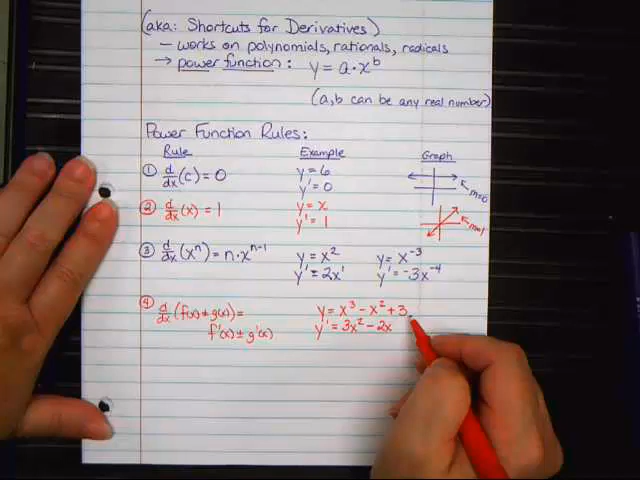 (aka: Shortcuts for Derivatives)
– works on polynomials, rationals, radicals
→ power function: y = a·x^b
(a,b can be any real number)
Power Function Rules:
Rule Example Graph
① d/dx (c) = 0 y = 6
y' = 0 m=0
② d/dx (x) = 1 y = x
y' = 1 m=1
③ d/dx (x^n) = n·x^(n-1) y = x² y = x^-3
y' = 2x¹ y' = -3x^-4
④ d/dx (f(x) ± g(x)) = y = x³ – x² + 3
f'(x) ± g'(x) y' = 3x² – 2x